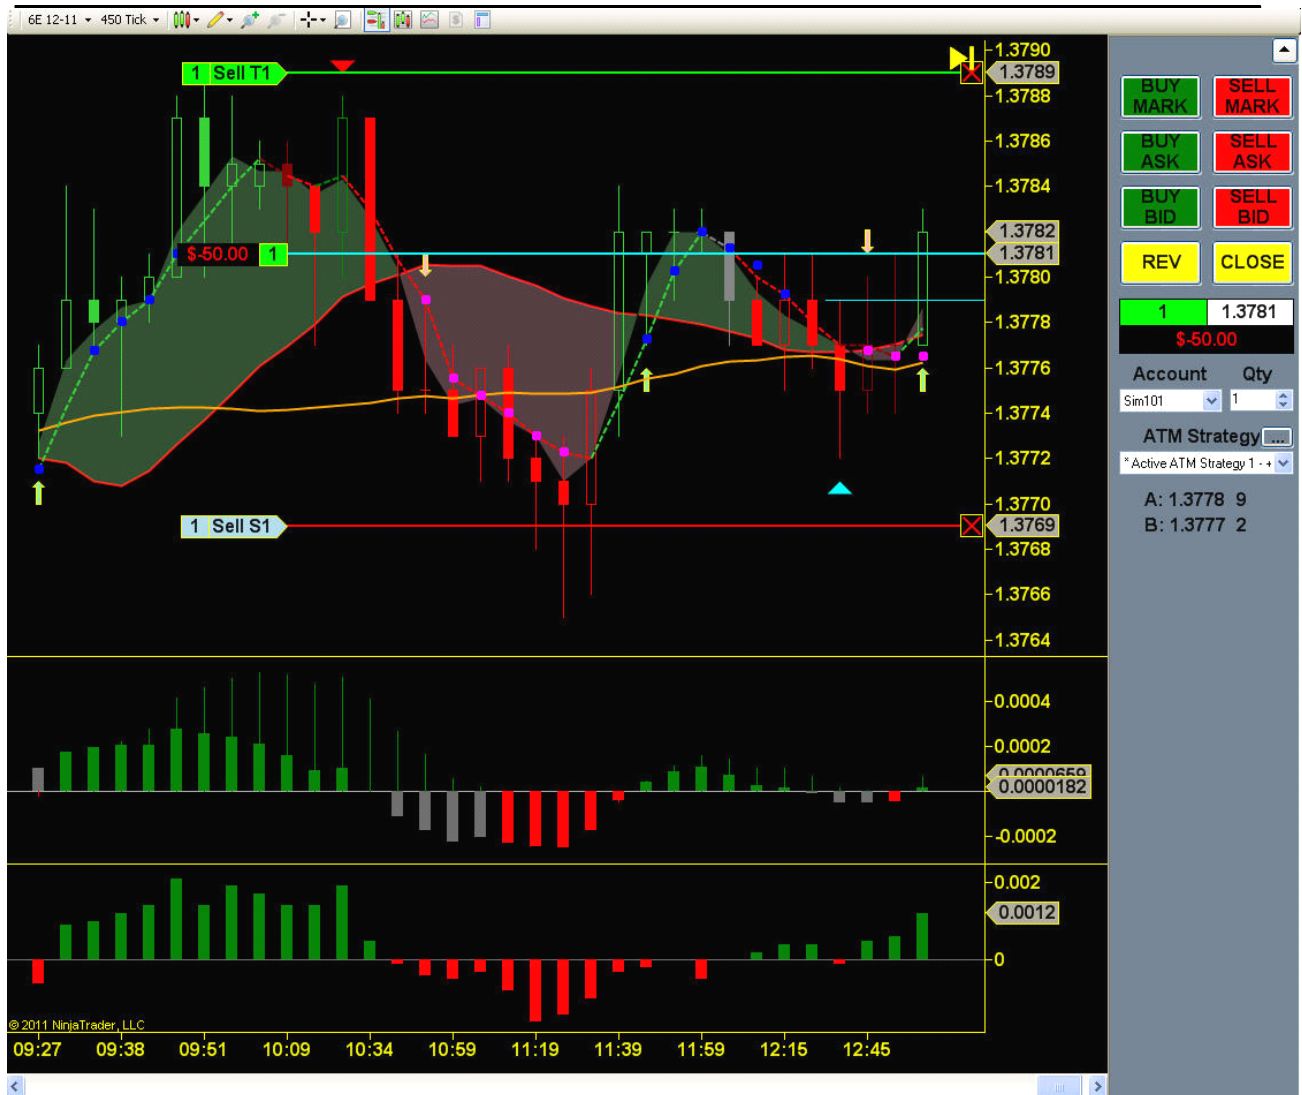 6E 12-11 450 Tick
1.3790
1 Sell T1
1.3789
1.3788
1.3786
1.3784
1.3782
$-50.00 1
1.3781
1.3780
1.3778
1.3776
1.3774
1.3772
1.3770
1 Sell S1
1.3769
1.3768
1.3766
1.3764
0.0004
0.0002
0.0000659
0.0000182
-0.0002
0.002
0.0012
0
© 2011 NinjaTrader, LLC
09:27 09:38 09:51 10:09 10:34 10:59 11:19 11:39 11:59 12:15 12:45
BUY MARK
SELL MARK
BUY ASK
SELL ASK
BUY BID
SELL BID
REV CLOSE
1 1.3781
$-50.00
Account Qty
Sim101 1
ATM Strategy ...
* Active ATM Strategy 1 - +
A: 1.3778 9
B: 1.3777 2